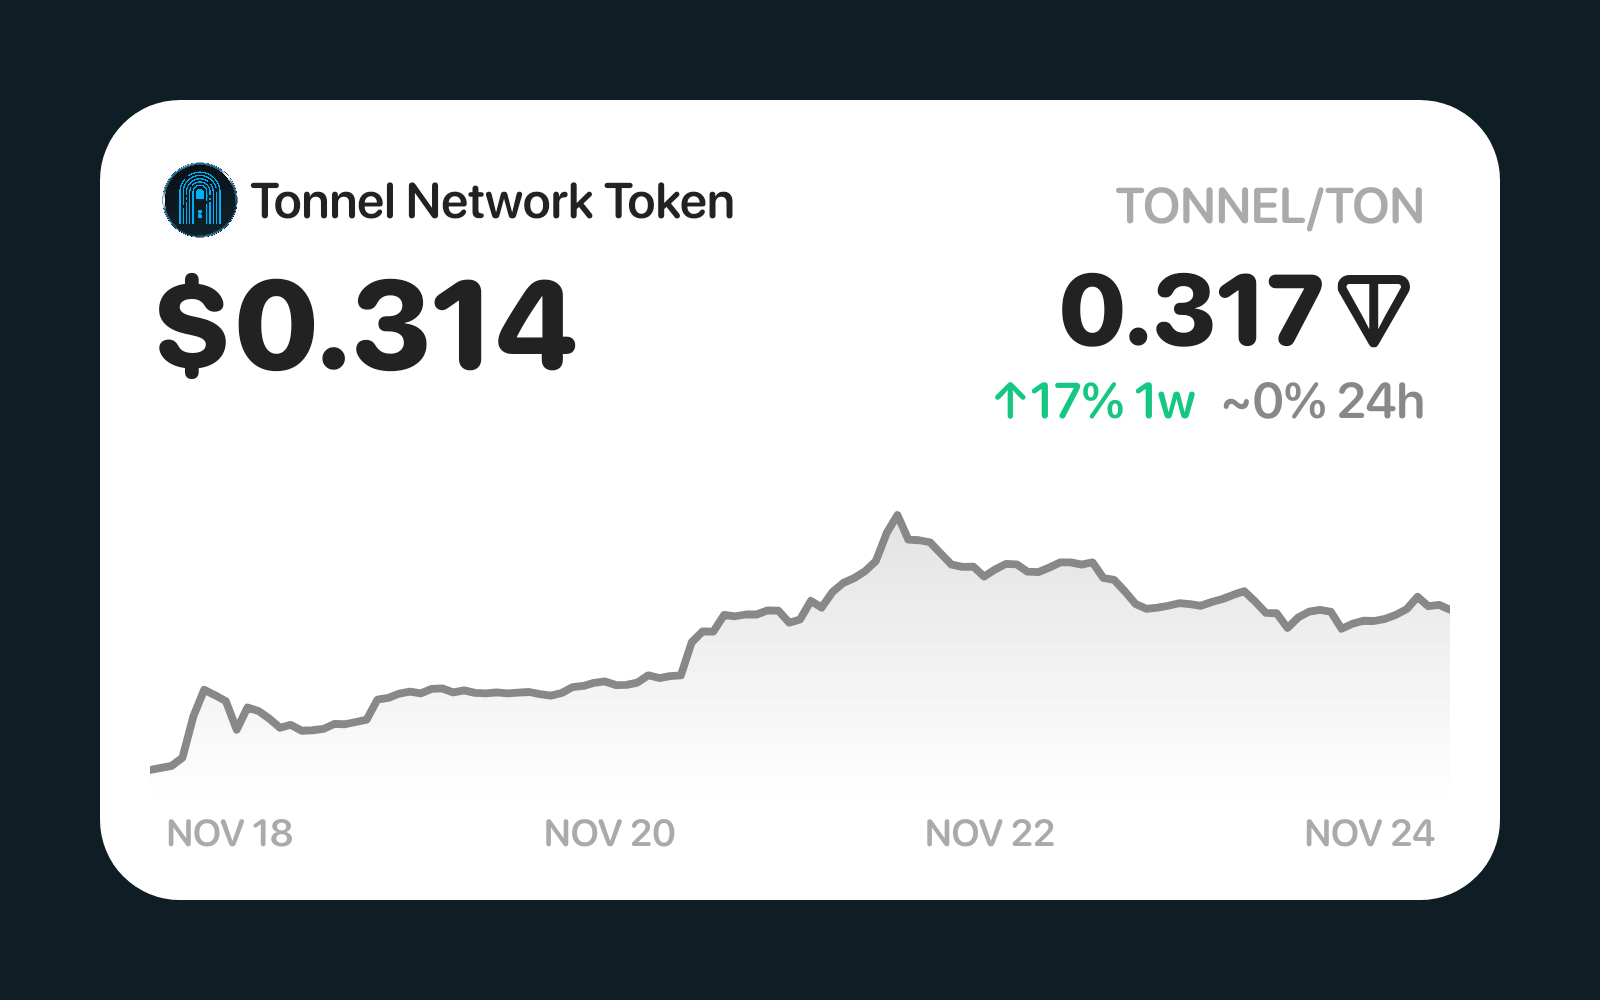 Tonnel Network Token
TONNEL/TON
$0.314
0.317
↑17% 1w ~0% 24h
NOV 18
NOV 20
NOV 22
NOV 24